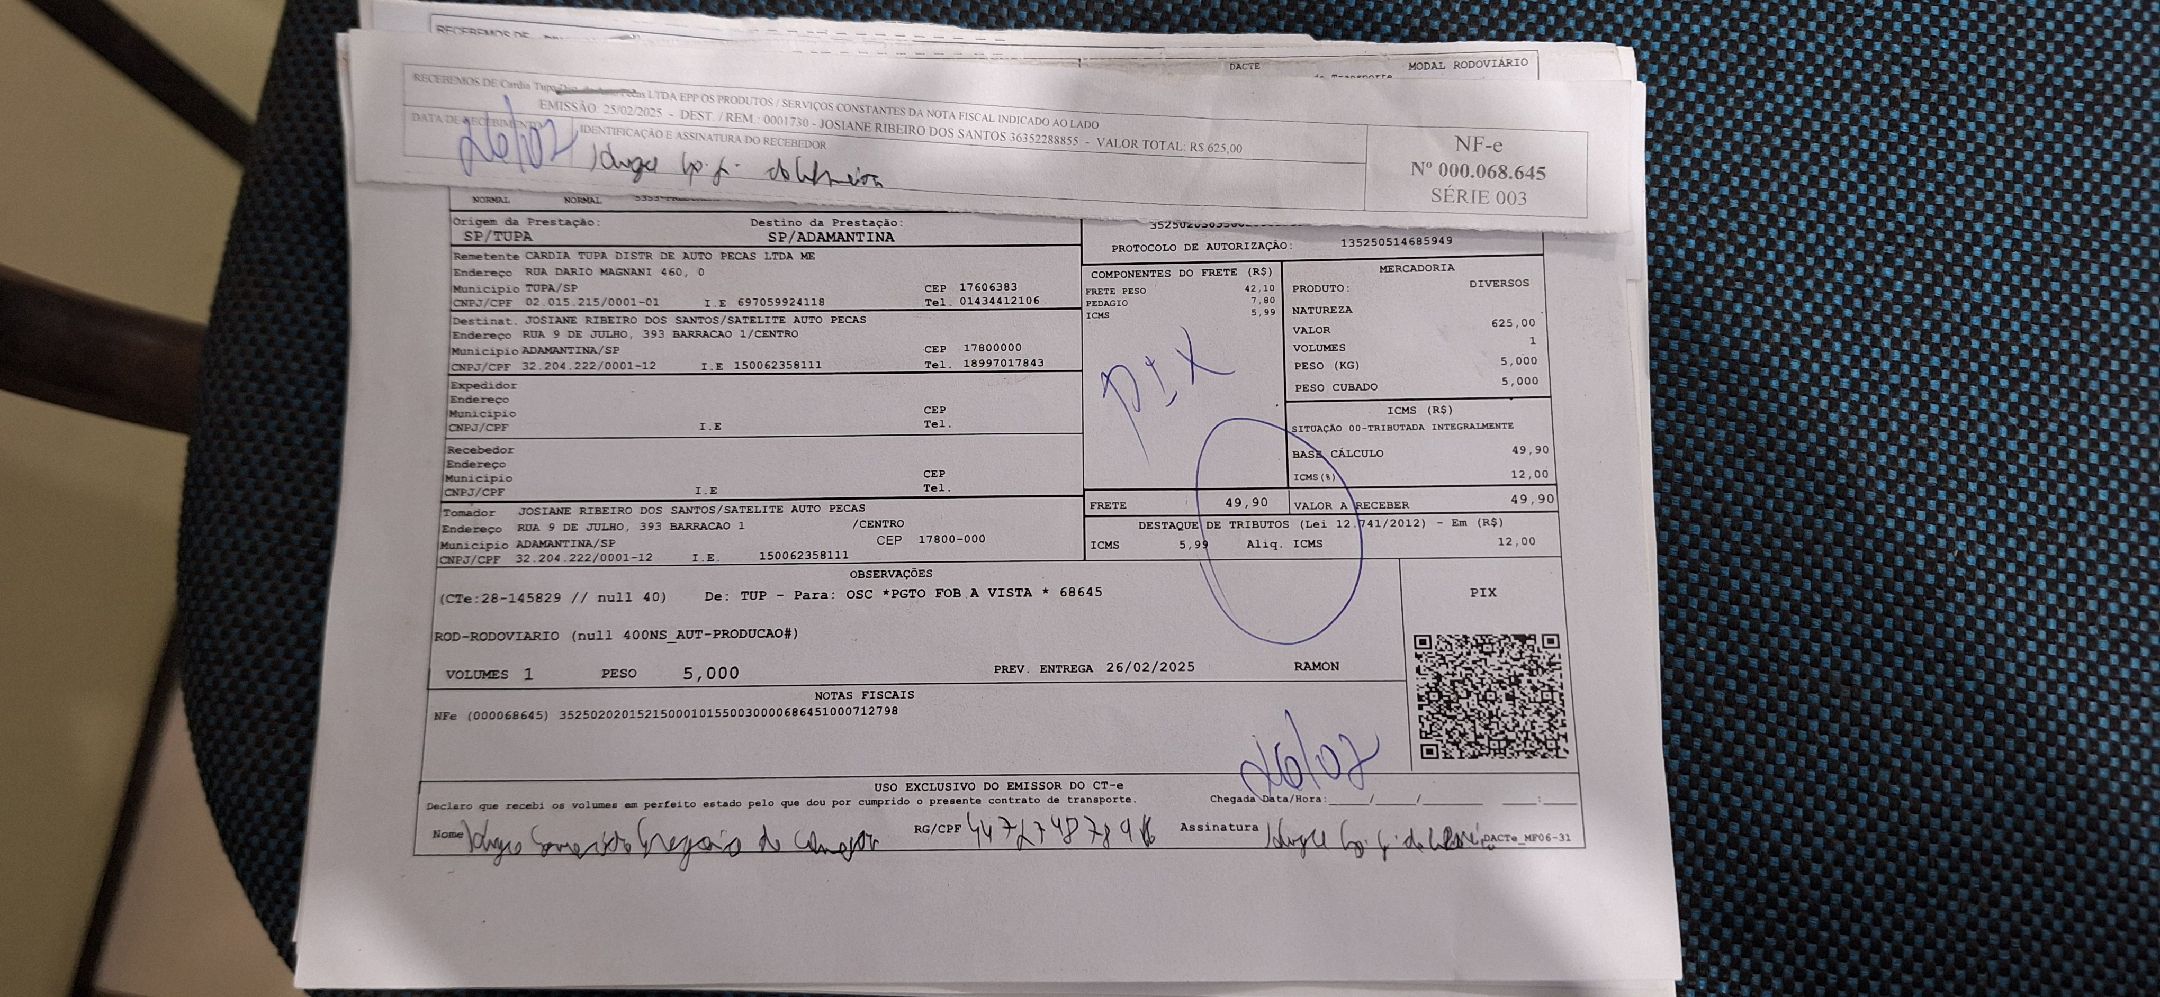 RECEBEMOS DE
DACTE
MODAL RODOVIÁRIO
RECEBEMOS DE Cardia Tupa LTDA EPP OS PRODUTOS / SERVIÇOS CONSTANTES DA NOTA FISCAL INDICADO AO LADO
EMISSÃO 25/02/2025 - DEST. / REM.: 0001730 - JOSIANE RIBEIRO DOS SANTOS 36352288855 - VALOR TOTAL: R$ 625,00
DATA DE RECEBIMENTO
IDENTIFICAÇÃO E ASSINATURA DO RECEBEDOR
26/02
NF-e
Nº 000.068.645
SÉRIE 003
NORMAL NORMAL
Origem da Prestação: Destino da Prestação:
SP/TUPA SP/ADAMANTINA
PROTOCOLO DE AUTORIZAÇÃO: 135250514685949
Remetente CARDIA TUPA DISTR DE AUTO PECAS LTDA ME
Endereço RUA DARIO MAGNANI 460, 0
Municipio TUPA/SP CEP 17606383
CNPJ/CPF 02.015.215/0001-01 I.E 697059924118 Tel. 01434412106
Destinat. JOSIANE RIBEIRO DOS SANTOS/SATELITE AUTO PECAS
Endereco RUA 9 DE JULHO, 393 BARRACAO 1/CENTRO
Municipio ADAMANTINA/SP CEP 17800000
CNPJ/CPF 32.204.222/0001-12 I.E 150062358111 Tel. 18997017843
Expedidor
Endereço
Municipio CEP
CNPJ/CPF I.E Tel.
Recebedor
Endereço
Municipio CEP
CNPJ/CPF I.E Tel.
Tomador JOSIANE RIBEIRO DOS SANTOS/SATELITE AUTO PECAS
Endereço RUA 9 DE JULHO, 393 BARRACAO 1 /CENTRO
Municipio ADAMANTINA/SP CEP 17800-000
CNPJ/CPF 32.204.222/0001-12 I.E. 150062358111
COMPONENTES DO FRETE (R$)
FRETE PESO 42,10
PEDAGIO 7,80
ICMS 5,99
PIX
MERCADORIA
PRODUTO: DIVERSOS
NATUREZA
VALOR 625,00
VOLUMES 1
PESO (KG) 5,000
PESO CUBADO 5,000
ICMS (R$)
SITUAÇÃO 00-TRIBUTADA INTEGRALMENTE
BASE CÁLCULO 49,90
ICMS(%) 12,00
FRETE 49,90 VALOR A RECEBER 49,90
DESTAQUE DE TRIBUTOS (Lei 12.741/2012) - Em (R$)
ICMS 5,99 Aliq. ICMS 12,00
OBSERVAÇÕES
(CTe:28-145829 // null 40) De: TUP - Para: OSC *PGTO FOB A VISTA * 68645
ROD-RODOVIARIO (null 400NS_AUT-PRODUCAO#)
VOLUMES 1 PESO 5,000 PREV. ENTREGA 26/02/2025 RAMON
PIX
NOTAS FISCAIS
NFe (000068645) 35250202015215000101550030000686451000712798
26/02
USO EXCLUSIVO DO EMISSOR DO CT-e
Declaro que recebi os volumes em perfeito estado pelo que dou por cumprido o presente contrato de transporte. Chegada Data/Hora:____/____/______ ___:___
Nome RG/CPF Assinatura DACTe_MF06-31